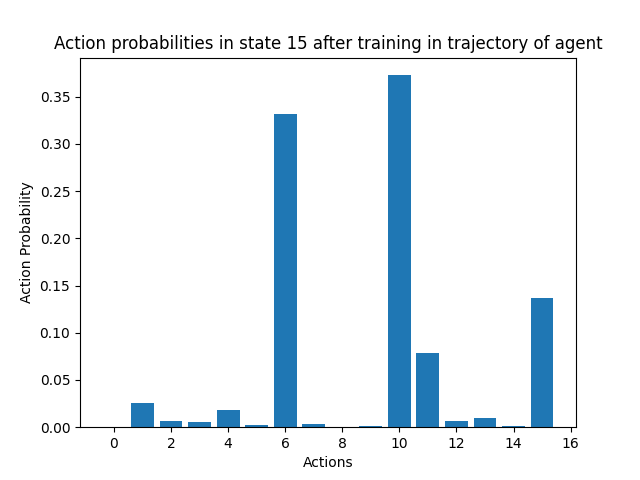 Action probabilities in state 15 after training in trajectory of agent
0.35
0.30
0.25
0.20
0.15
0.10
0.05
0.00
Action Probability
0 2 4 6 8 10 12 14 16
Actions